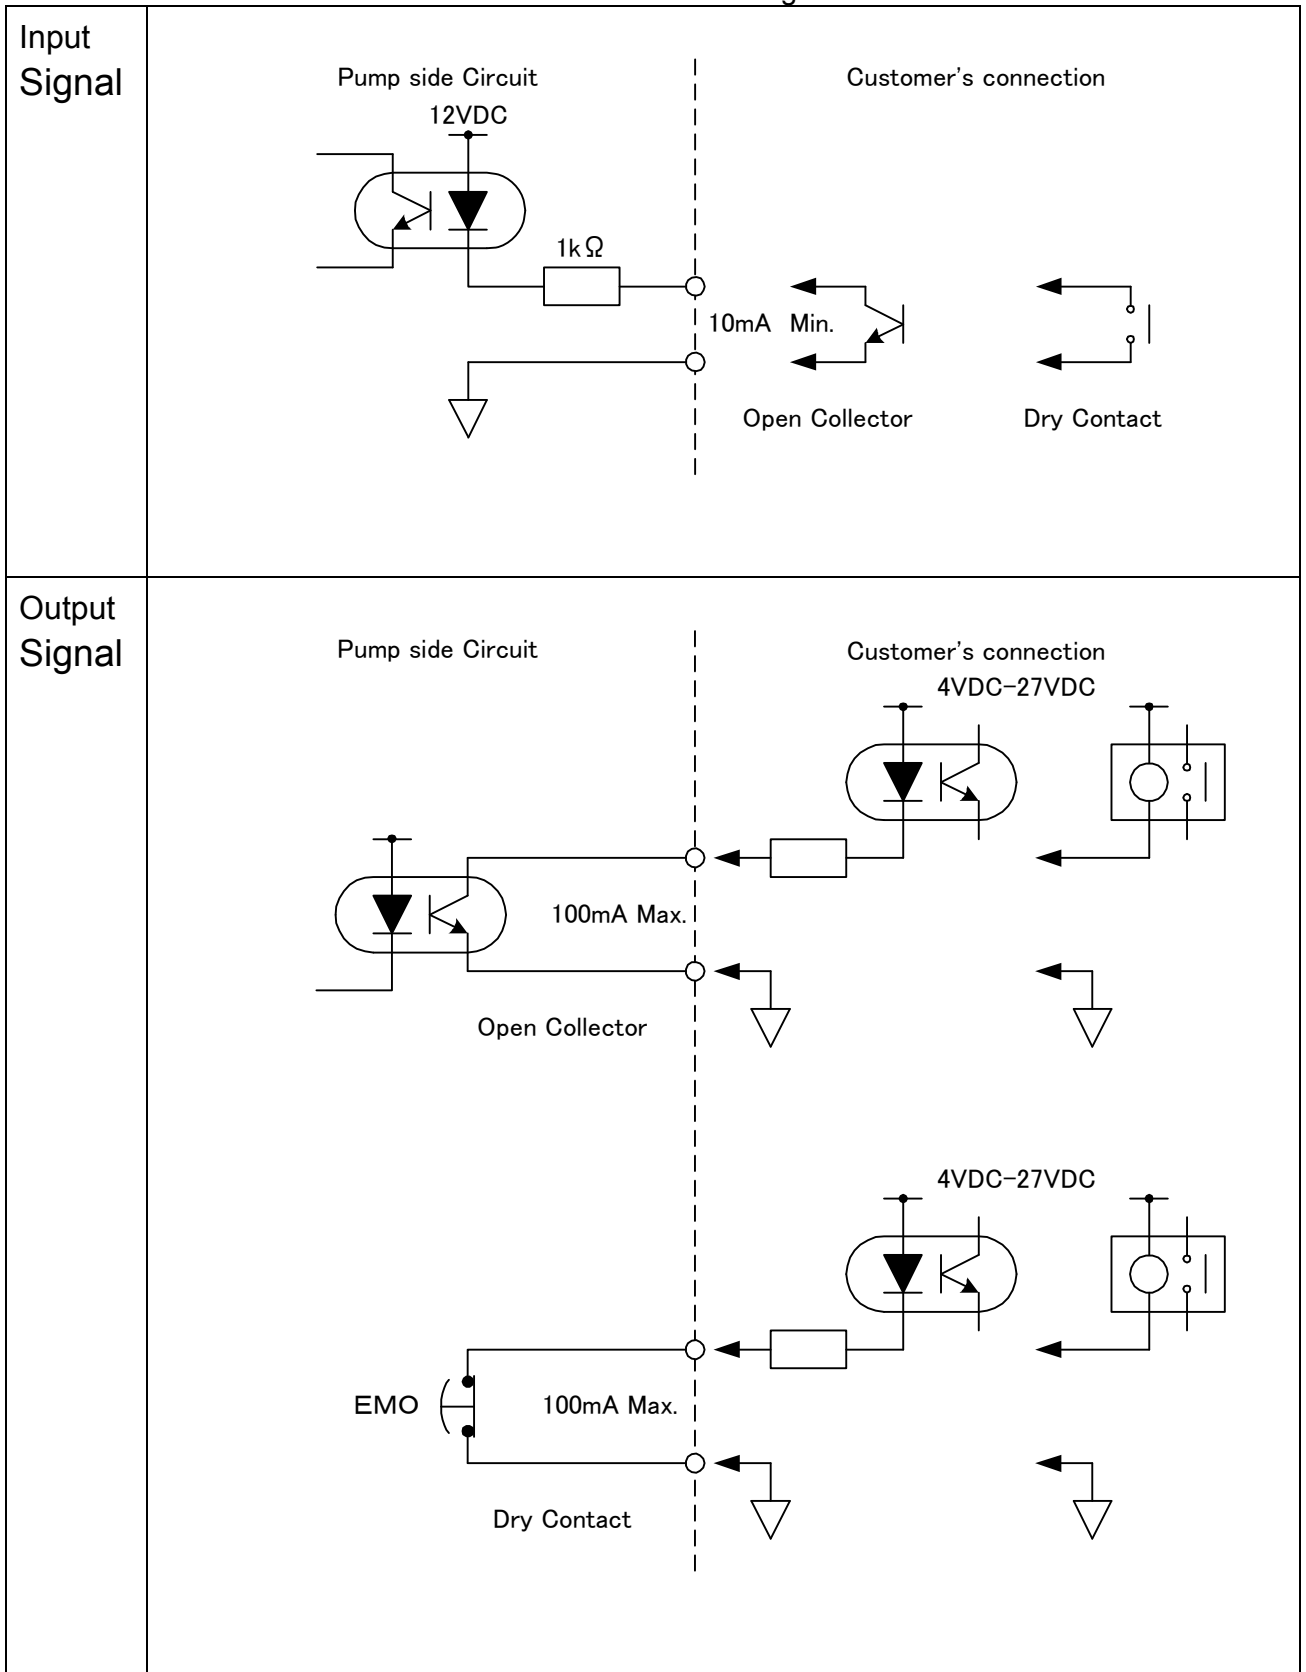 Input
Signal
Pump side Circuit
Customer's connection
12VDC
1kΩ
10mA Min.
Open Collector
Dry Contact
Output
Signal
Pump side Circuit
Customer's connection
4VDC-27VDC
100mA Max.
Open Collector
4VDC-27VDC
EMO
100mA Max.
Dry Contact